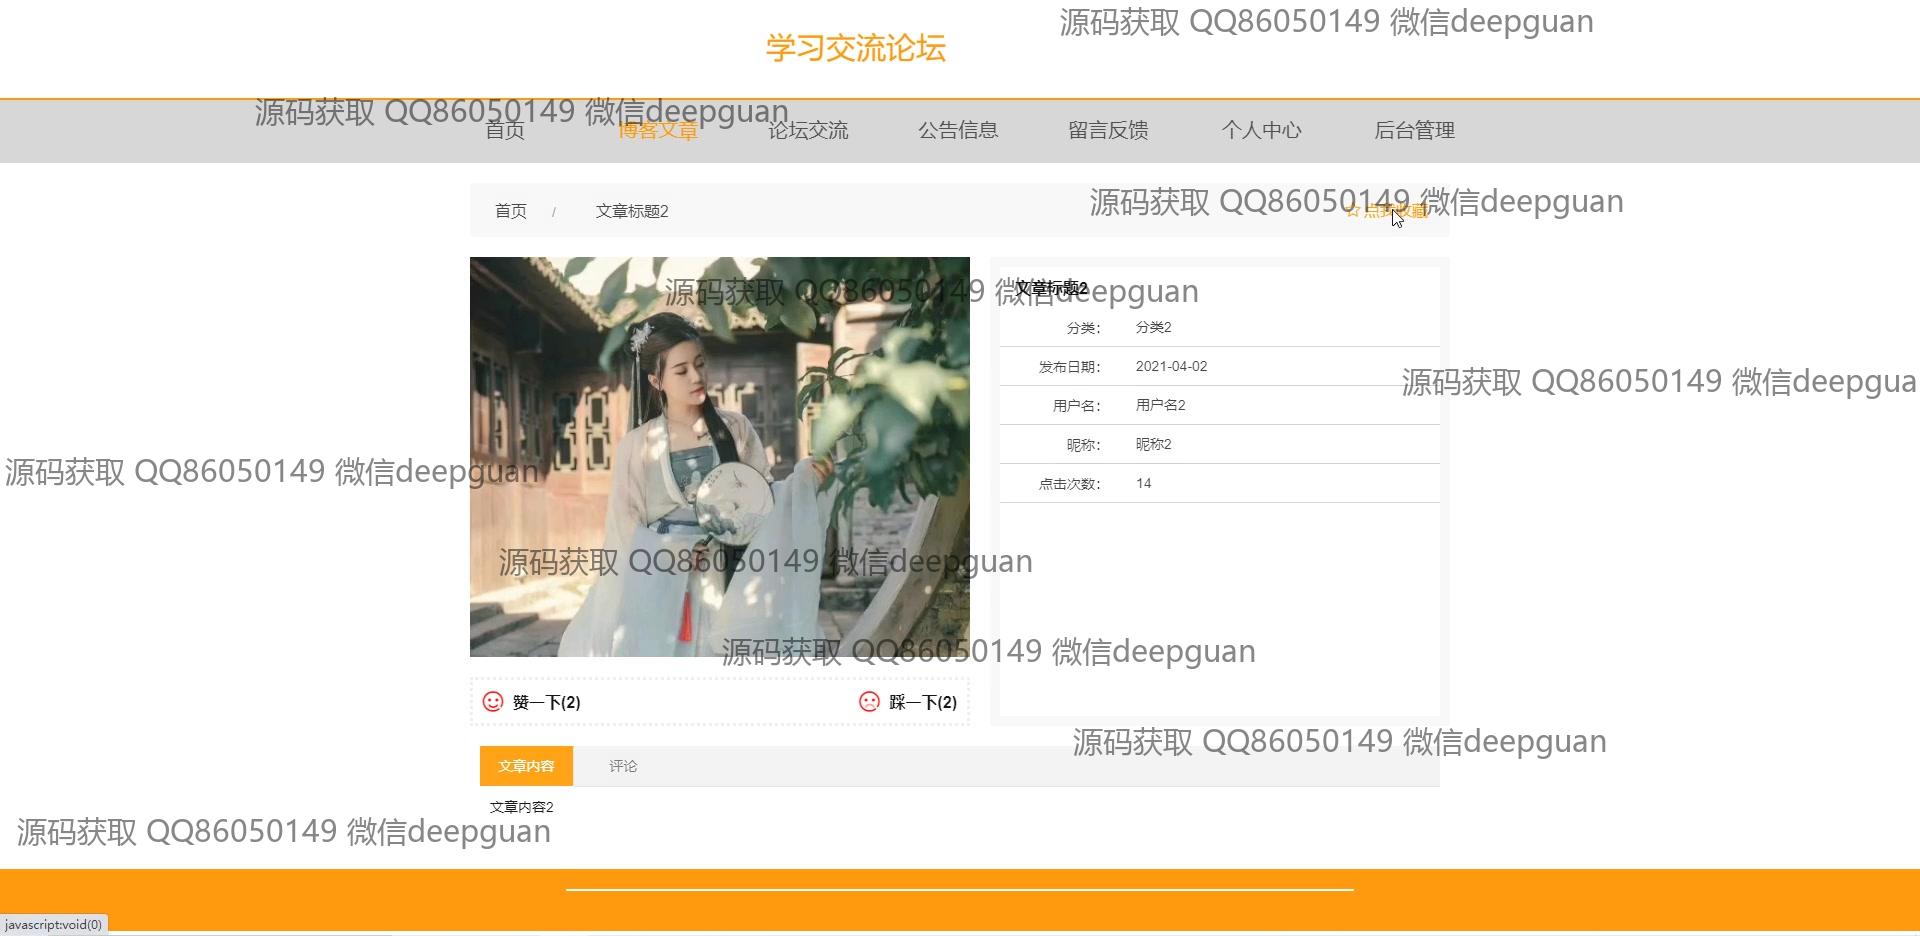 源码获取 QQ86050149 微信deepguan
学习交流论坛
源码获取 QQ86050149 微信deepguan
首页 博客文章 论坛交流 公告信息 留言反馈 个人中心 后台管理
源码获取 QQ86050149 微信deepguan
首页 / 文章标题2 ☆ 点我收藏
源码获取 QQ86050149 微信deepguan
文章标题2
分类： 分类2
发布日期： 2021-04-02
源码获取 QQ86050149 微信deepgua
用户名： 用户名2
昵称： 昵称2
源码获取 QQ86050149 微信deepguan
点击次数： 14
源码获取 QQ86050149 微信deepguan
源码获取 QQ86050149 微信deepguan
赞一下(2) 踩一下(2)
源码获取 QQ86050149 微信deepguan
文章内容 评论
文章内容2
源码获取 QQ86050149 微信deepguan
javascript:void(0)